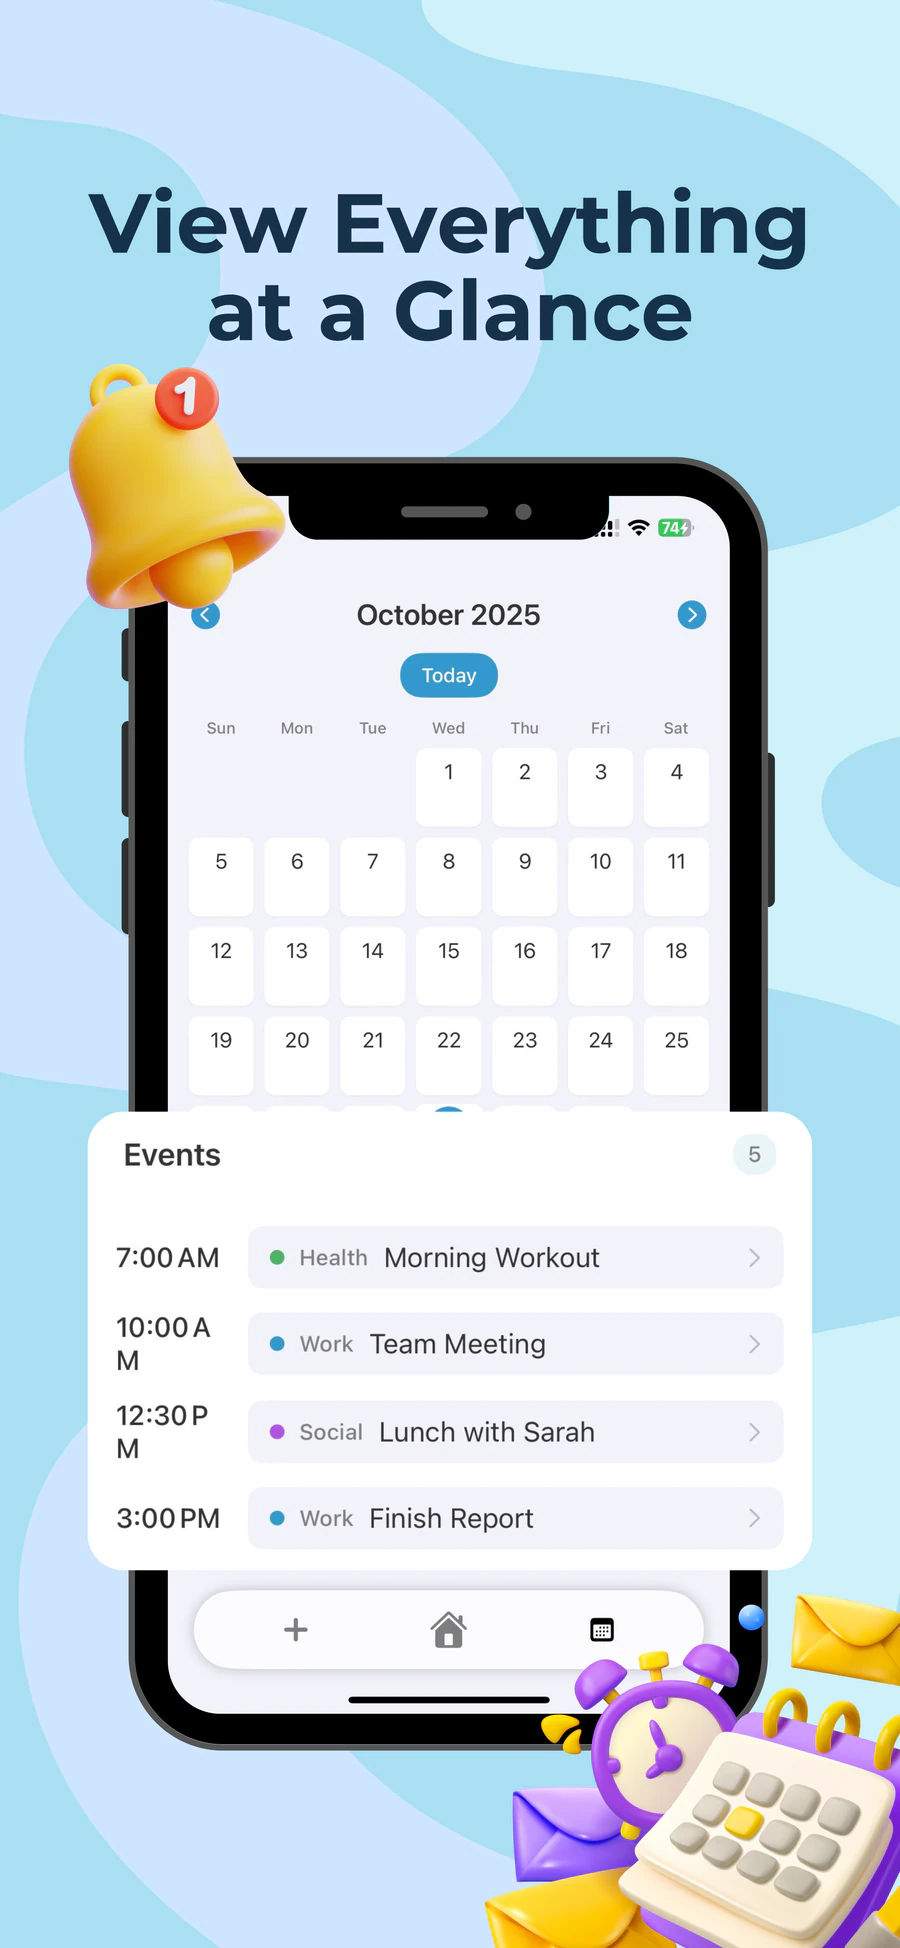 View Everything
at a Glance
1
74
October 2025
Today
Sun Mon Tue Wed Thu Fri Sat
1 2 3 4
5 6 7 8 9 10 11
12 13 14 15 16 17 18
19 20 21 22 23 24 25
Events 5
7:00 AM Health Morning Workout
10:00 A
M
Work Team Meeting
12:30 P
M
Social Lunch with Sarah
3:00 PM Work Finish Report